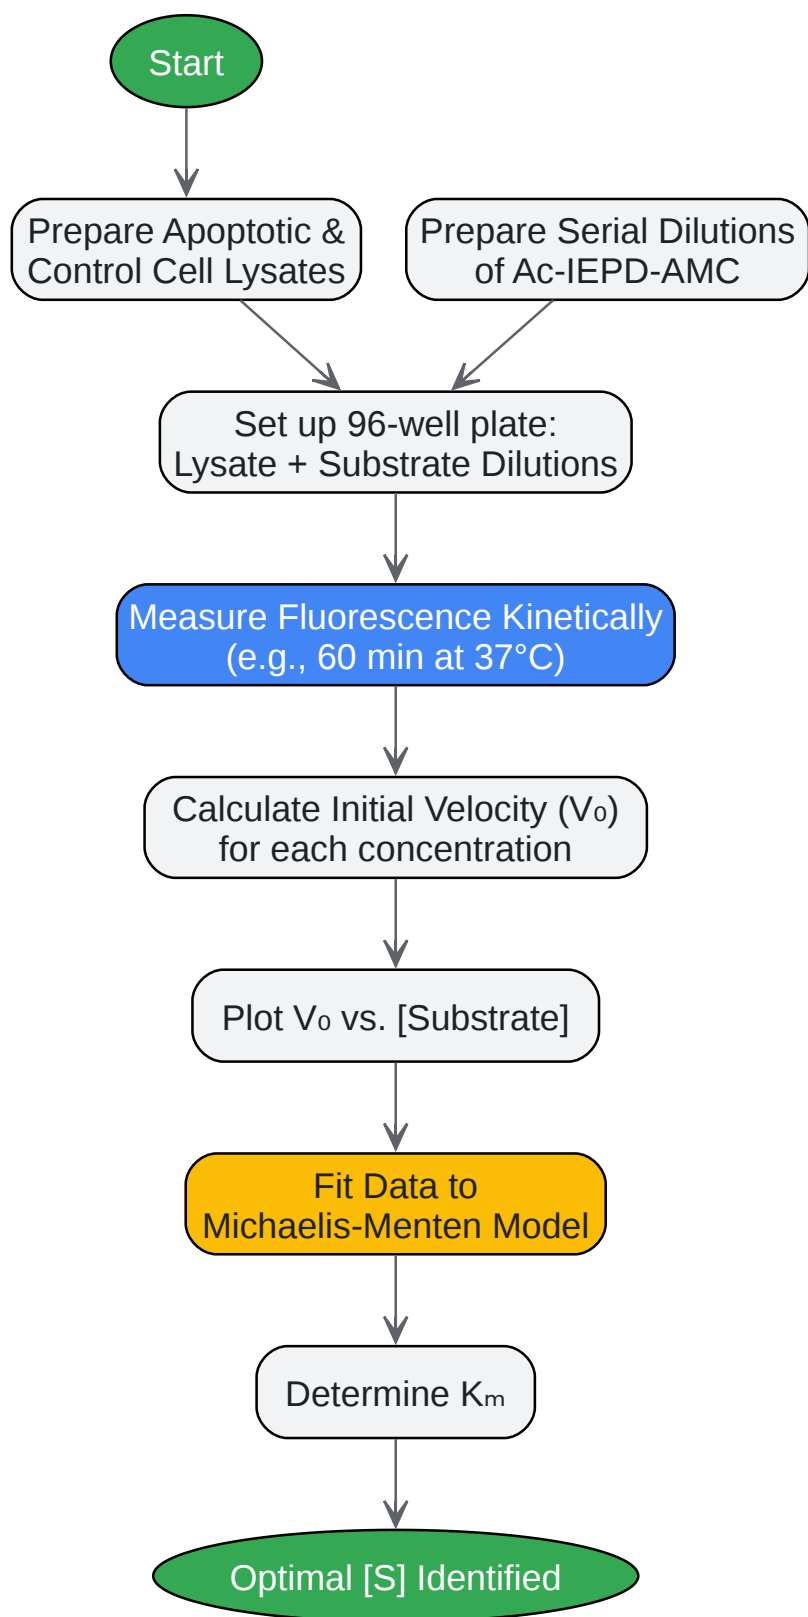 Start
Prepare Apoptotic &
Control Cell Lysates
Prepare Serial Dilutions
of Ac-IEPD-AMC
Set up 96-well plate:
Lysate + Substrate Dilutions
Measure Fluorescence Kinetically
(e.g., 60 min at 37°C)
Calculate Initial Velocity (V₀)
for each concentration
Plot V₀ vs. [Substrate]
Fit Data to
Michaelis-Menten Model
Determine Kₘ
Optimal [S] Identified